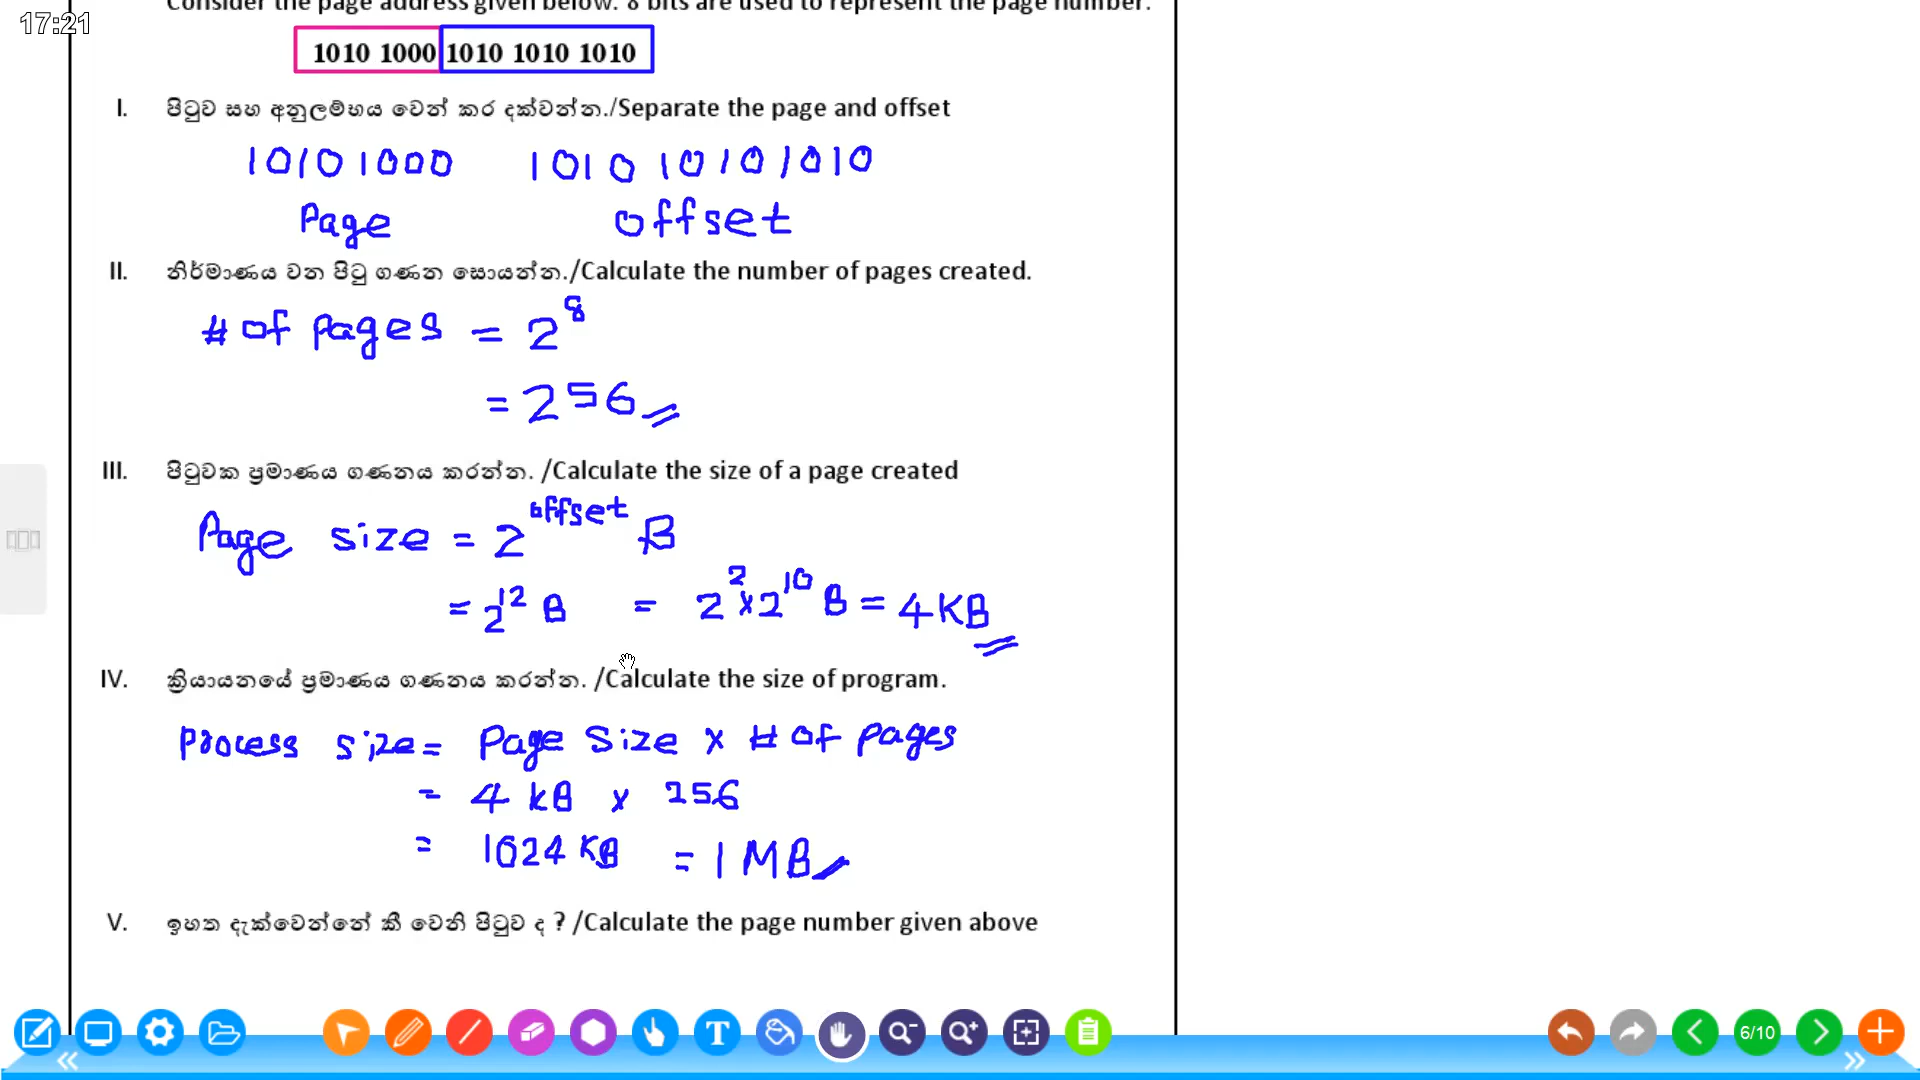 17:21
Consider the page address given below. 8 bits are used to represent the page number.
1010 1000 1010 1010 1010
I. පිටුව සහ අනුලම්භය වෙන් කර දක්වන්න./Separate the page and offset
10101000 101010101010
Page offset
II. නිර්මාණය වන පිටු ගණන සොයන්න./Calculate the number of pages created.
# of pages = 2^8
= 256
III. පිටුවක ප්‍රමාණය ගණනය කරන්න. /Calculate the size of a page created
Page size = 2^offset B
= 2^12 B = 2^2 x 2^10 B = 4 KB
IV. ක්‍රියායනයේ ප්‍රමාණය ගණනය කරන්න. /Calculate the size of program.
Process size = Page Size x # of pages
= 4 KB x 256
= 1024 KB = 1 MB
V. ඉහත දැක්වෙන්නේ කී වෙනි පිටුව ද ? /Calculate the page number given above
T 6/10